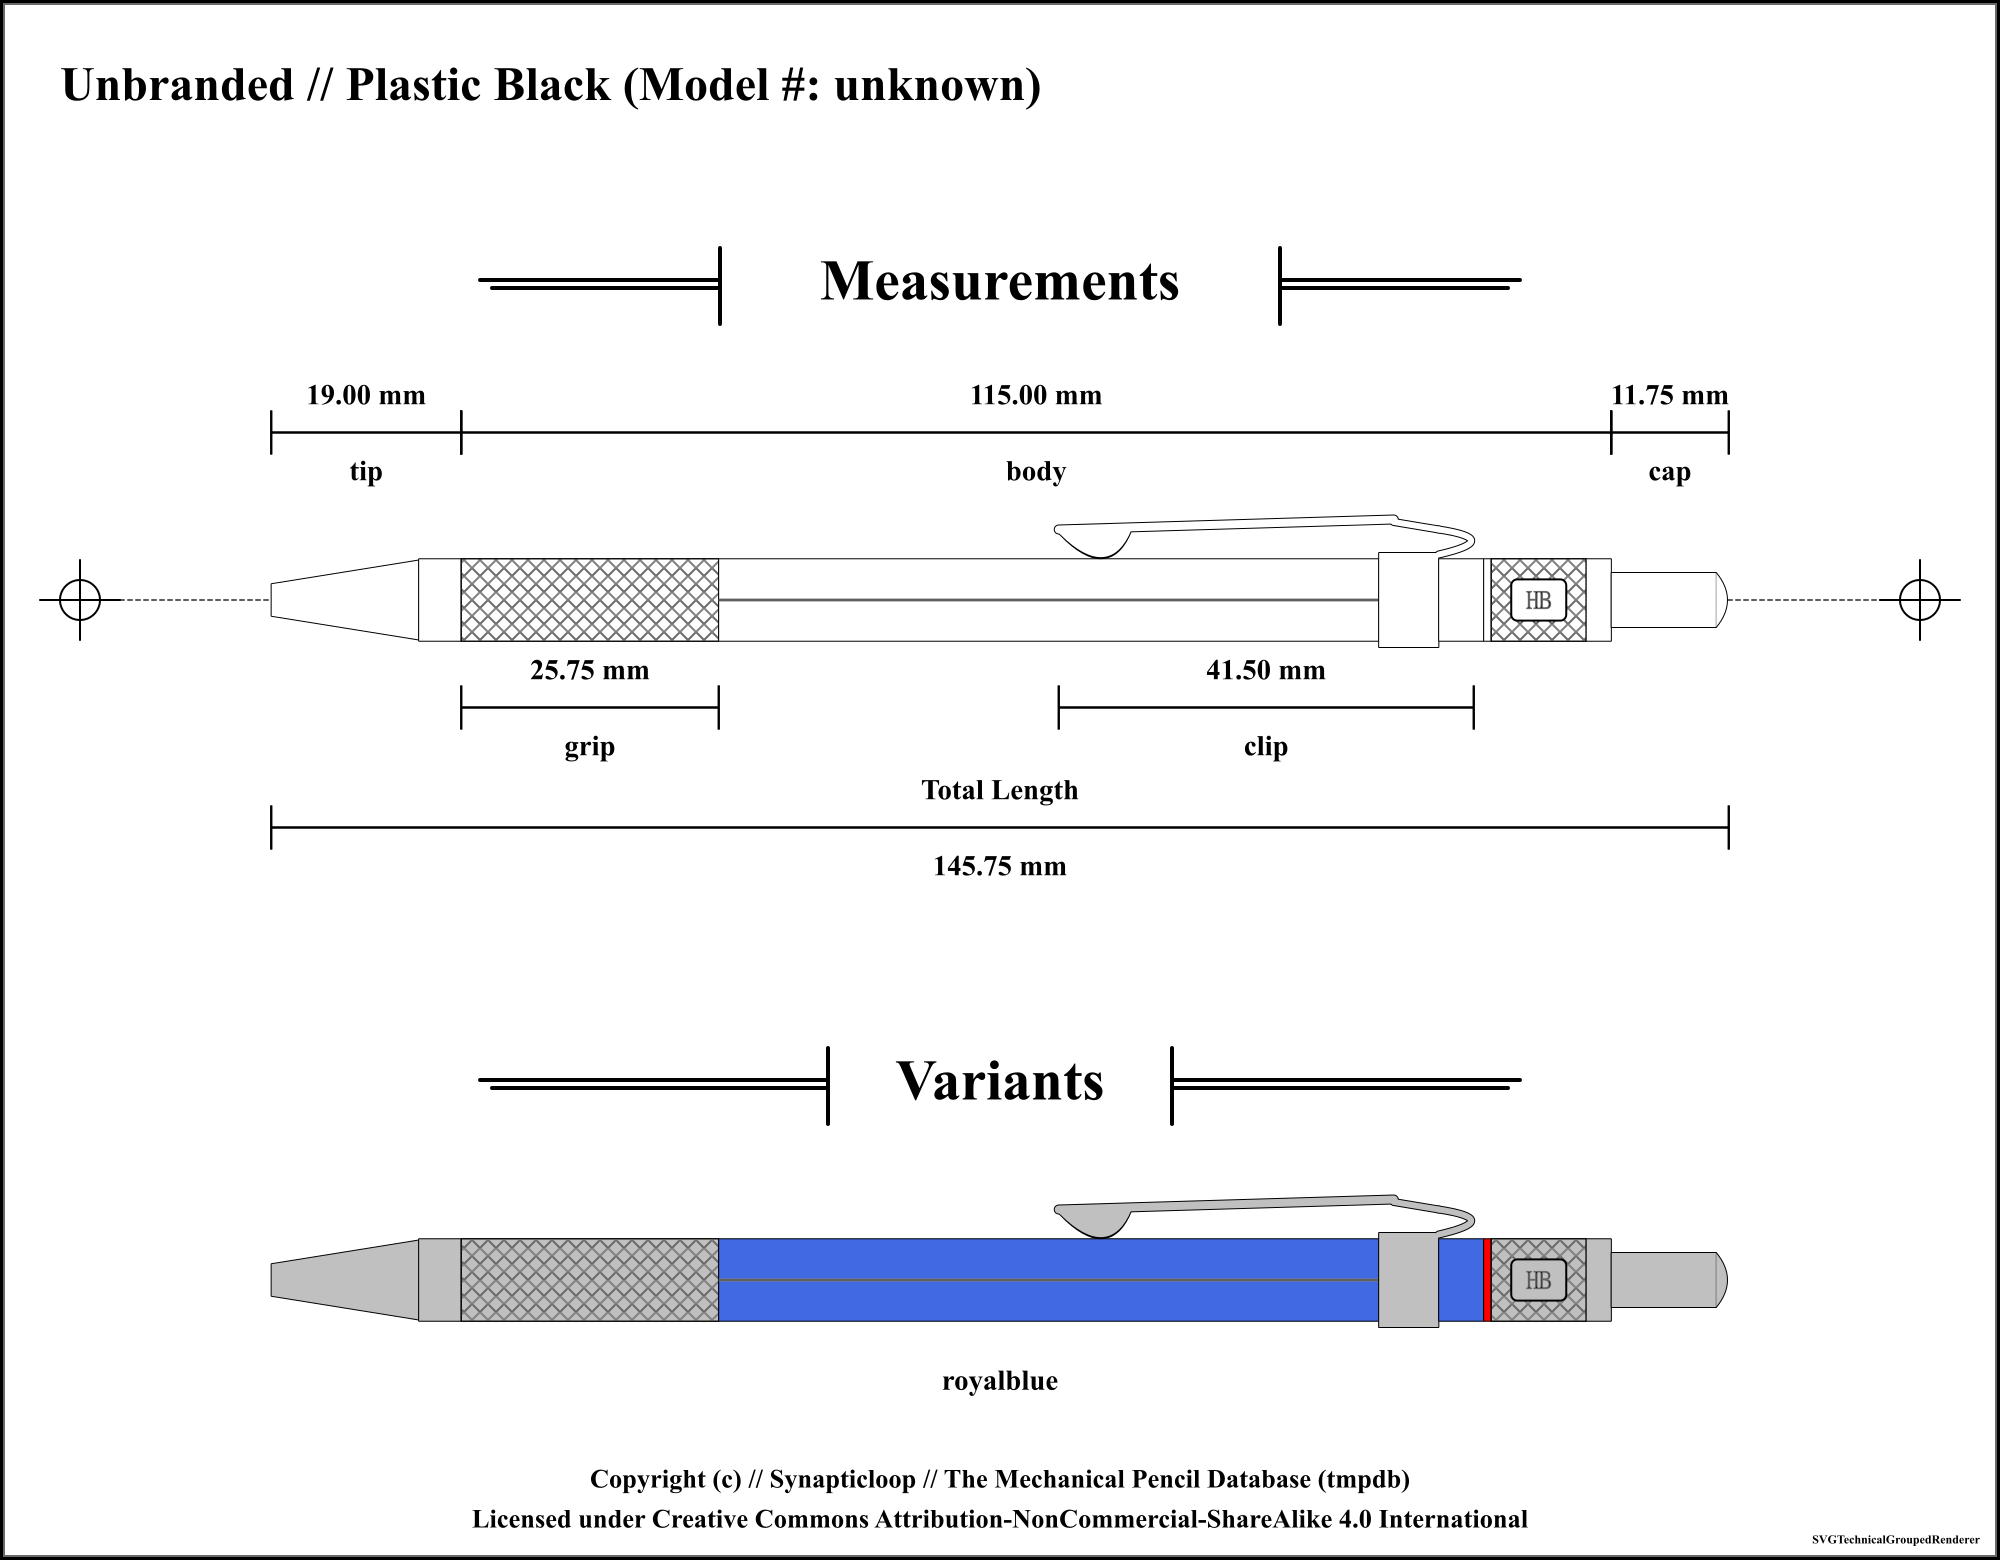 Unbranded // Plastic Black (Model #: unknown)
Measurements
19.00 mm
115.00 mm
11.75 mm
tip
body
cap
HB
25.75 mm
41.50 mm
grip
clip
Total Length
145.75 mm
Variants
HB
royalblue
Copyright (c) // Synapticloop // The Mechanical Pencil Database (tmpdb)
Licensed under Creative Commons Attribution-NonCommercial-ShareAlike 4.0 International
SVGTechnicalGroupedRenderer